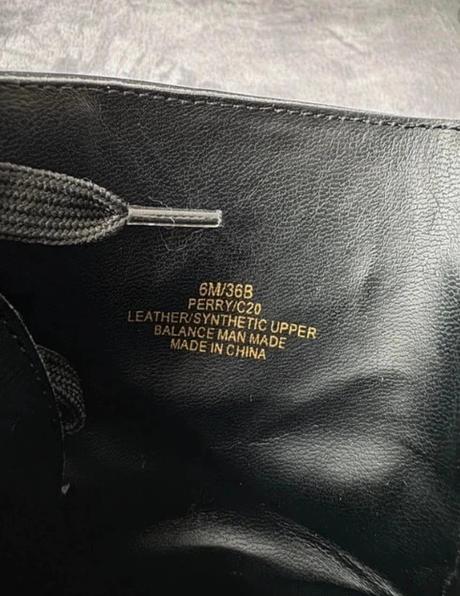 6M/36B
PERRY/C20
LEATHER/SYNTHETIC UPPER
BALANCE MAN MADE
MADE IN CHINA